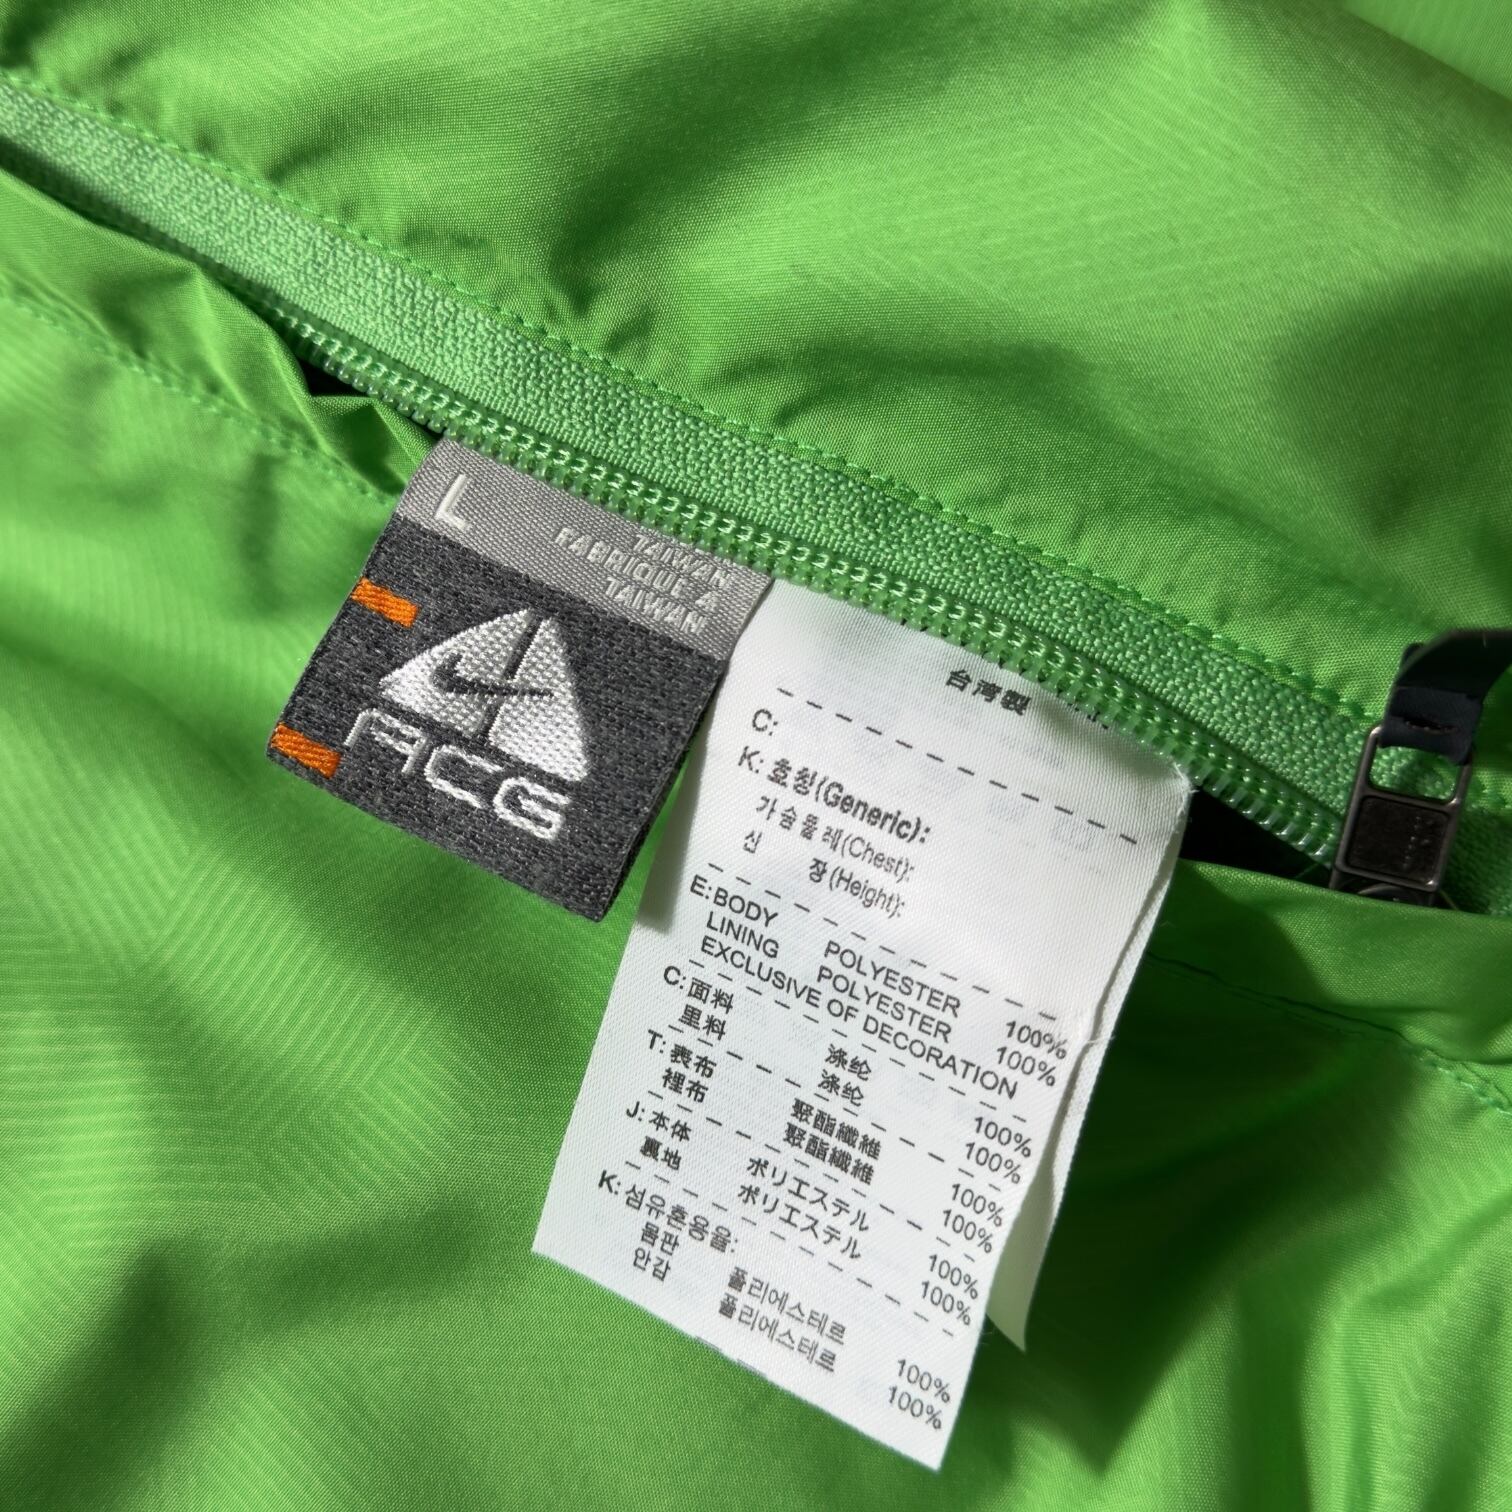 L
TAIWAN
FABRIQUE A
TAIWAN
ACG
台湾製
C:
K: 호칭(Generic):
가슴둘레(Chest):
신 장(Height):
E: BODY POLYESTER 100%
LINING POLYESTER 100%
EXCLUSIVE OF DECORATION
C: 面料 涤纶 100%
里料 涤纶 100%
T: 表布 聚酯纖維 100%
裡布 聚酯纖維 100%
J: 本体 ポリエステル 100%
裏地 ポリエステル 100%
K: 섬유혼용율:
몸판 폴리에스테르 100%
안감 폴리에스테르 100%